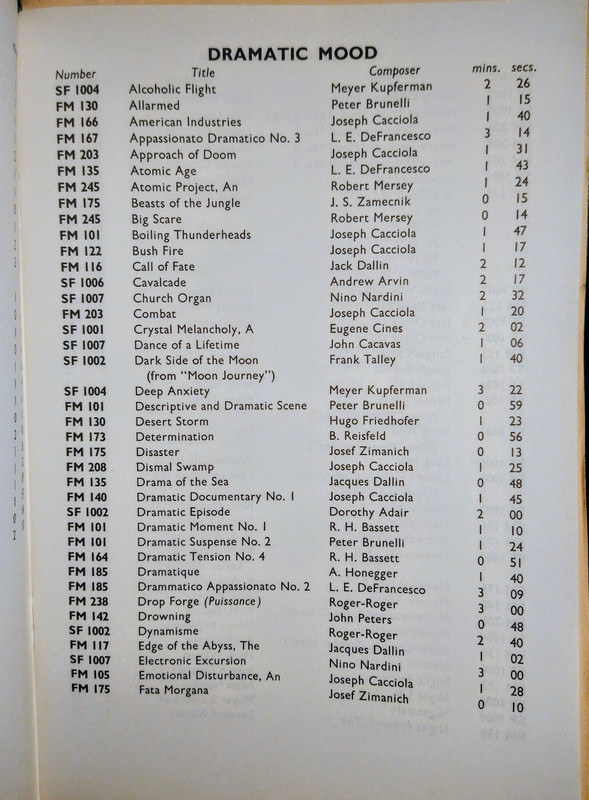 DRAMATIC MOOD
Number Title Composer mins. secs.
SF 1004 Alcoholic Flight Meyer Kupferman 2 26
FM 130 Allarmed Peter Brunelli 1 15
FM 166 American Industries Joseph Cacciola 1 40
FM 167 Appassionato Dramatico No. 3 L. E. DeFrancesco 3 14
FM 203 Approach of Doom Joseph Cacciola 1 31
FM 135 Atomic Age L. E. DeFrancesco 1 43
FM 245 Atomic Project, An Robert Mersey 1 24
FM 175 Beasts of the Jungle J. S. Zamecnik 0 15
FM 245 Big Scare Robert Mersey 0 14
FM 101 Boiling Thunderheads Joseph Cacciola 1 47
FM 122 Bush Fire Joseph Cacciola 1 17
FM 116 Call of Fate Jack Dallin 2 12
SF 1006 Cavalcade Andrew Arvin 2 17
SF 1007 Church Organ Nino Nardini 2 32
FM 203 Combat Joseph Cacciola 1 20
SF 1001 Crystal Melancholy, A Eugene Cines 2 02
SF 1007 Dance of a Lifetime John Cacavas 1 06
SF 1002 Dark Side of the Moon Frank Talley 1 40
(from "Moon Journey")
SF 1004 Deep Anxiety Meyer Kupferman 3 22
FM 101 Descriptive and Dramatic Scene Peter Brunelli 0 59
FM 130 Desert Storm Hugo Friedhofer 1 23
FM 173 Determination B. Reisfeld 0 56
FM 175 Disaster Josef Zimanich 0 13
FM 208 Dismal Swamp Joseph Cacciola 1 25
FM 135 Drama of the Sea Jacques Dallin 0 48
FM 140 Dramatic Documentary No. 1 Joseph Cacciola 1 45
SF 1002 Dramatic Episode Dorothy Adair 2 00
FM 101 Dramatic Moment No. 1 R. H. Bassett 1 10
FM 101 Dramatic Suspense No. 2 Peter Brunelli 1 24
FM 164 Dramatic Tension No. 4 R. H. Bassett 0 51
FM 185 Dramatique A. Honegger 1 40
FM 185 Drammatico Appassionato No. 2 L. E. DeFrancesco 3 09
FM 238 Drop Forge (Puissance) Roger-Roger 3 00
FM 142 Drowning John Peters 0 48
SF 1002 Dynamisme Roger-Roger 2 40
FM 117 Edge of the Abyss, The Jacques Dallin 1 02
SF 1007 Electronic Excursion Nino Nardini 3 00
FM 105 Emotional Disturbance, An Joseph Cacciola 1 28
FM 175 Fata Morgana Josef Zimanich 0 10